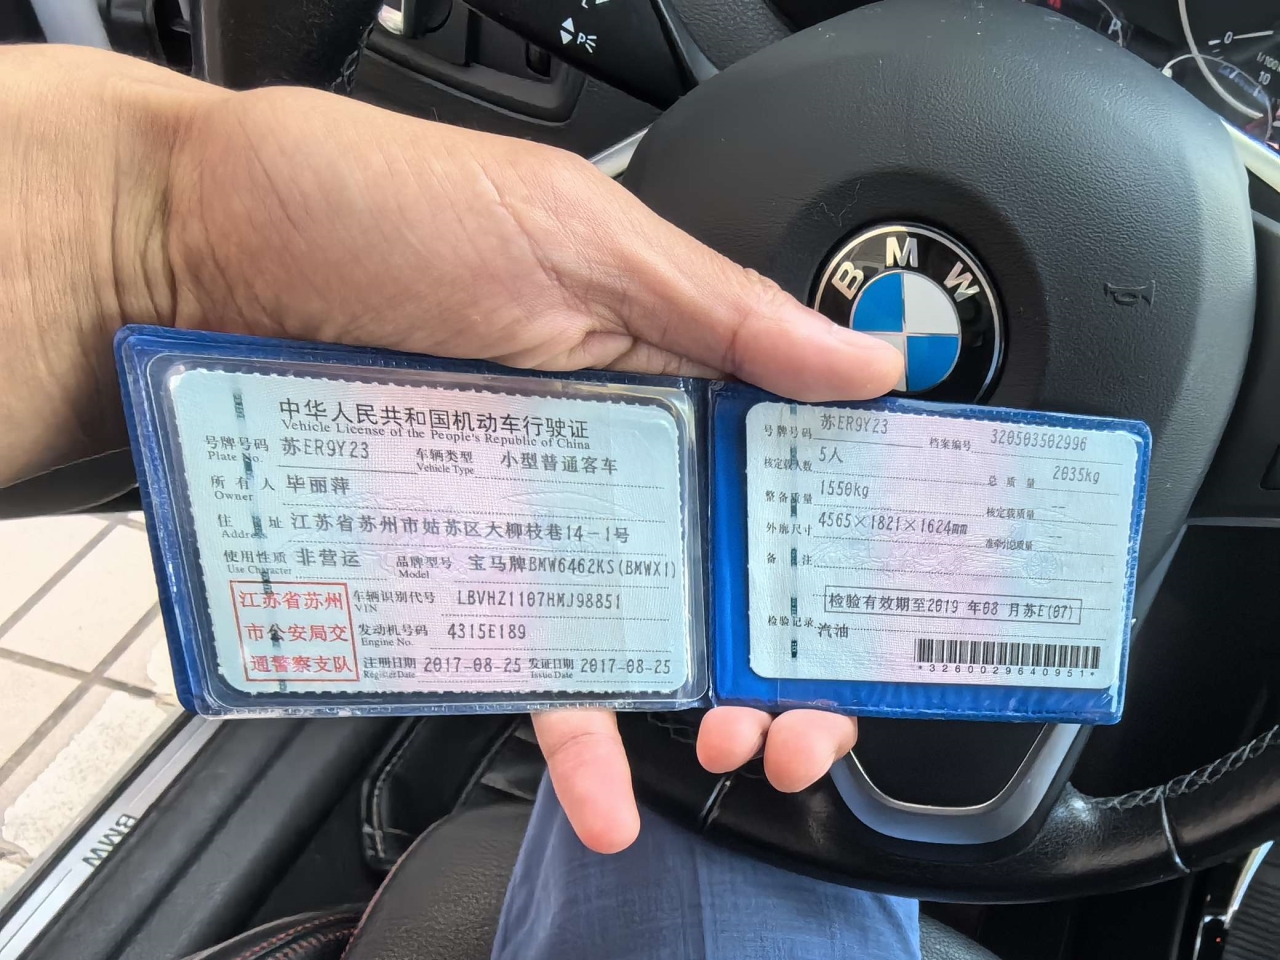 P
0
1/100
10
BMW
中华人民共和国机动车行驶证
Vehicle License of the People's Republic of China
号牌号码 苏ER9Y23 车辆类型 小型普通客车
Plate No. Vehicle Type
所有人 毕丽萍
Owner
住址 江苏省苏州市姑苏区大柳枝巷14-1号
Address
使用性质 非营运 品牌型号 宝马牌BMW6462KS(BMWX1)
Use Character Model
江苏省苏州
市公安局交
通警察支队
车辆识别代号 LBVHZ1107HMJ98851
VIN
发动机号码 4315E189
Engine No.
注册日期 2017-08-25 发证日期 2017-08-25
Register Date Issue Date
号牌号码 苏ER9Y23 档案编号 320503502996
核定载人数 5人 总质量 2035kg
整备质量 1550kg 核定载质量 --
外廓尺寸 4565×1821×1624mm 准牵引总质量 --
备注
检验有效期至2019年08月苏E(07)
检验记录 汽油
*3260029640951*
BMW